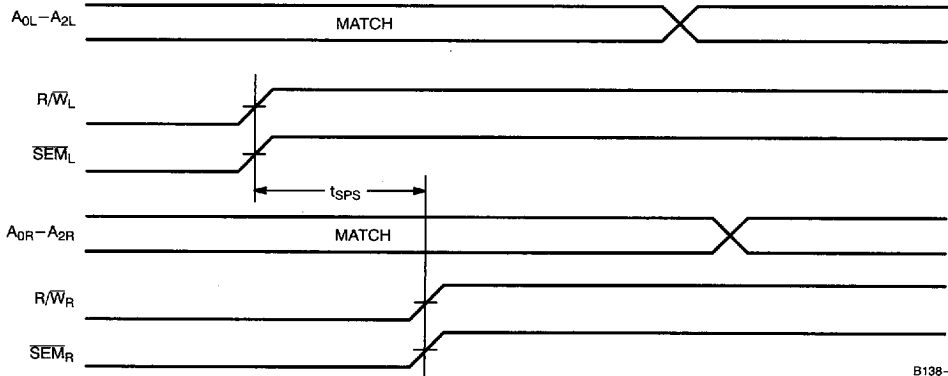 A0L–A2L
MATCH
R/W̅L
S̅E̅M̅L
tSPS
A0R–A2R
MATCH
R/W̅R
S̅E̅M̅R
B138–